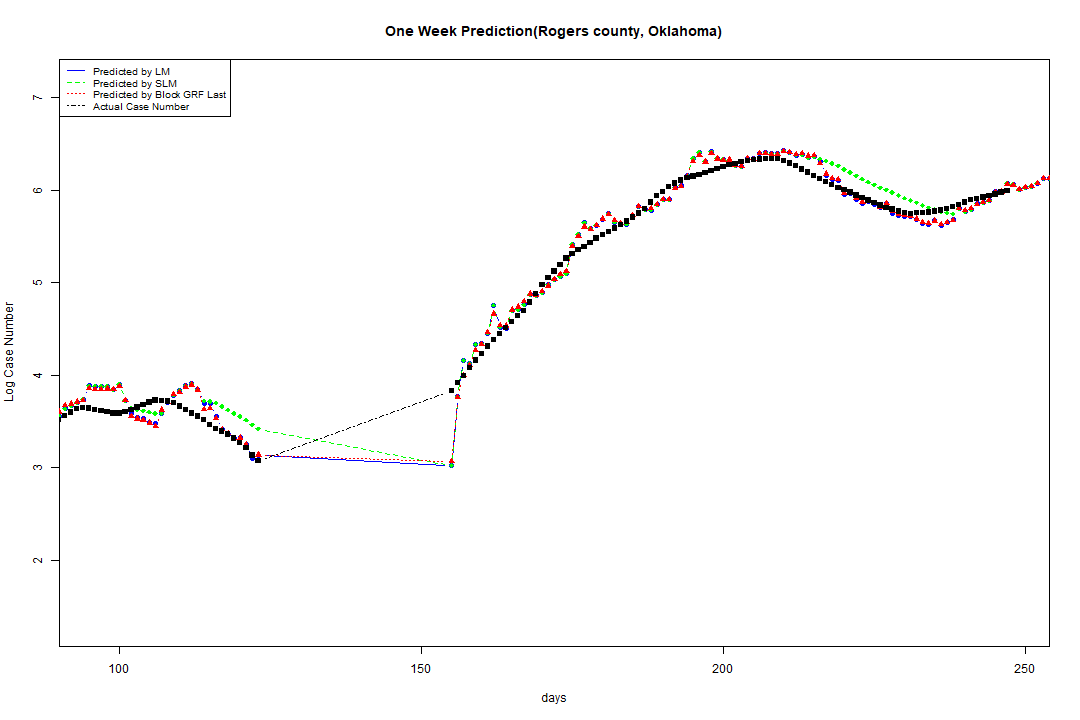 One Week Prediction(Rogers county, Oklahoma)
Predicted by LM
Predicted by SLM
Predicted by Block GRF Last
Actual Case Number
7
6
5
4
3
2
Log Case Number
100 150 200 250
days